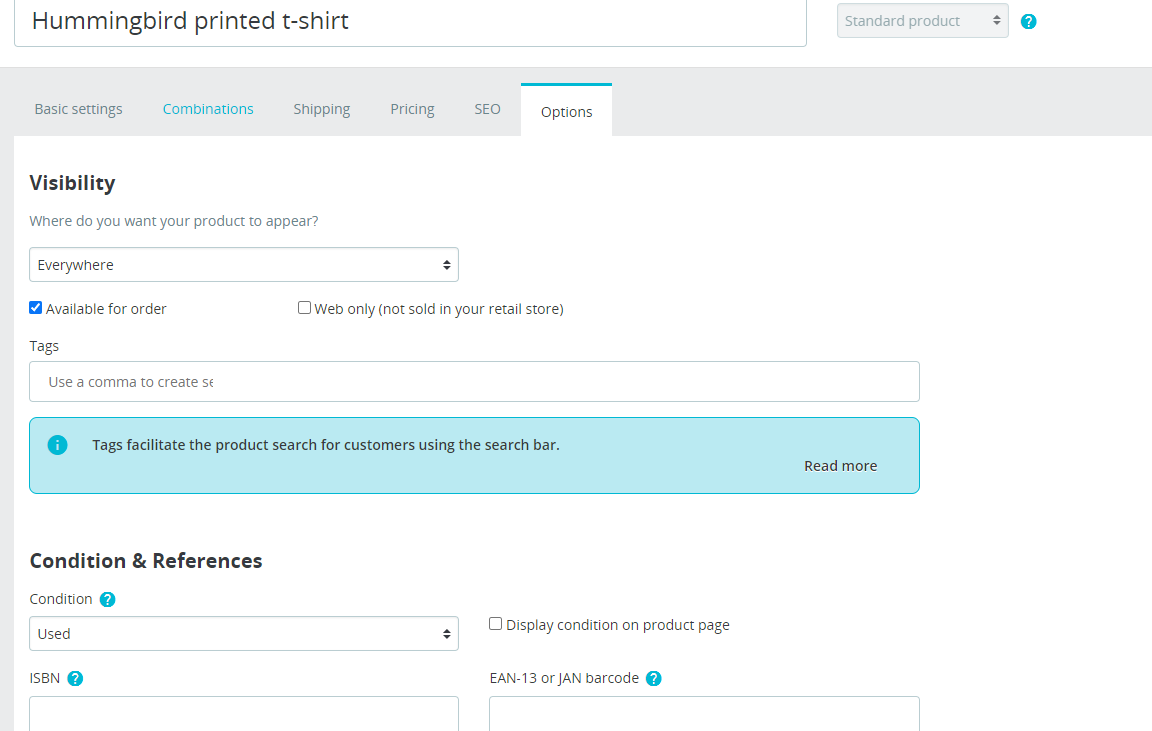 Hummingbird printed t-shirt
Standard product
?
Basic settings Combinations Shipping Pricing SEO Options
Visibility
Where do you want your product to appear?
Everywhere
Available for order Web only (not sold in your retail store)
Tags
Use a comma to create se
i Tags facilitate the product search for customers using the search bar.
Read more
Condition & References
Condition ?
Used Display condition on product page
ISBN ? EAN-13 or JAN barcode ?